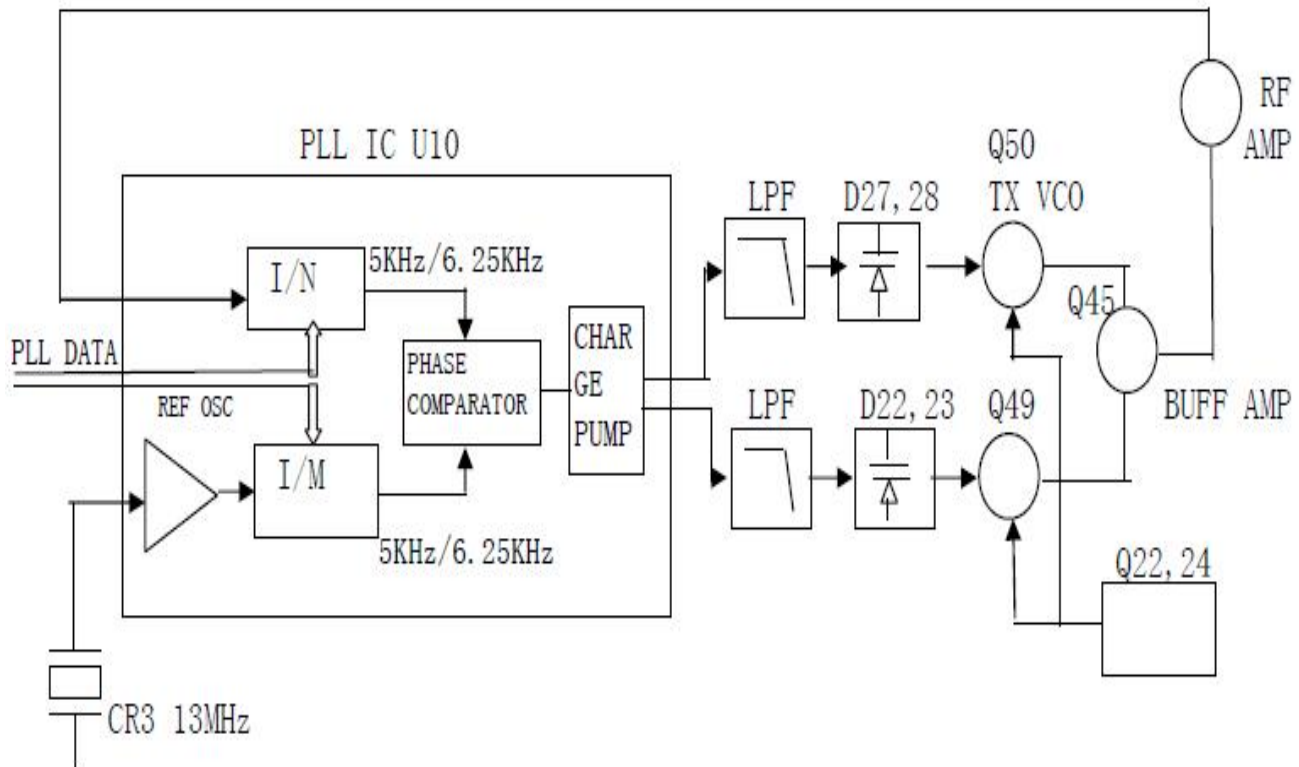 RF
AMP
PLL IC U10
Q50
TX VCO
LPF
D27,28
5KHz/6.25KHz
I/N
Q45
CHAR
GE
PUMP
PLL DATA
PHASE
COMPARATOR
REF OSC
LPF
D22,23
Q49
BUFF AMP
I/M
5KHz/6.25KHz
Q22,24
CR3 13MHz